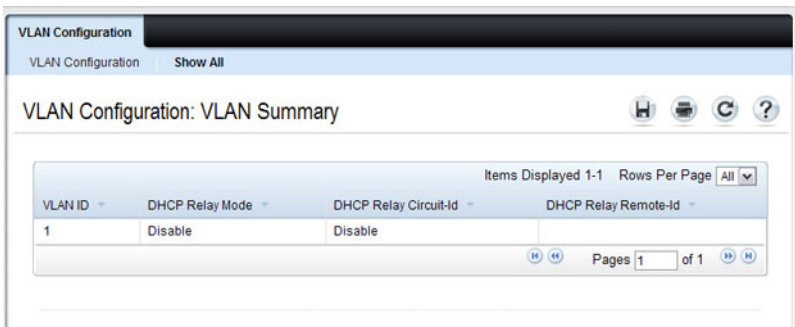 VLAN Configuration
VLAN Configuration Show All
VLAN Configuration: VLAN Summary
?
Items Displayed 1-1 Rows Per Page All
VLAN ID DHCP Relay Mode DHCP Relay Circuit-Id DHCP Relay Remote-Id
1 Disable Disable
Pages 1 of 1